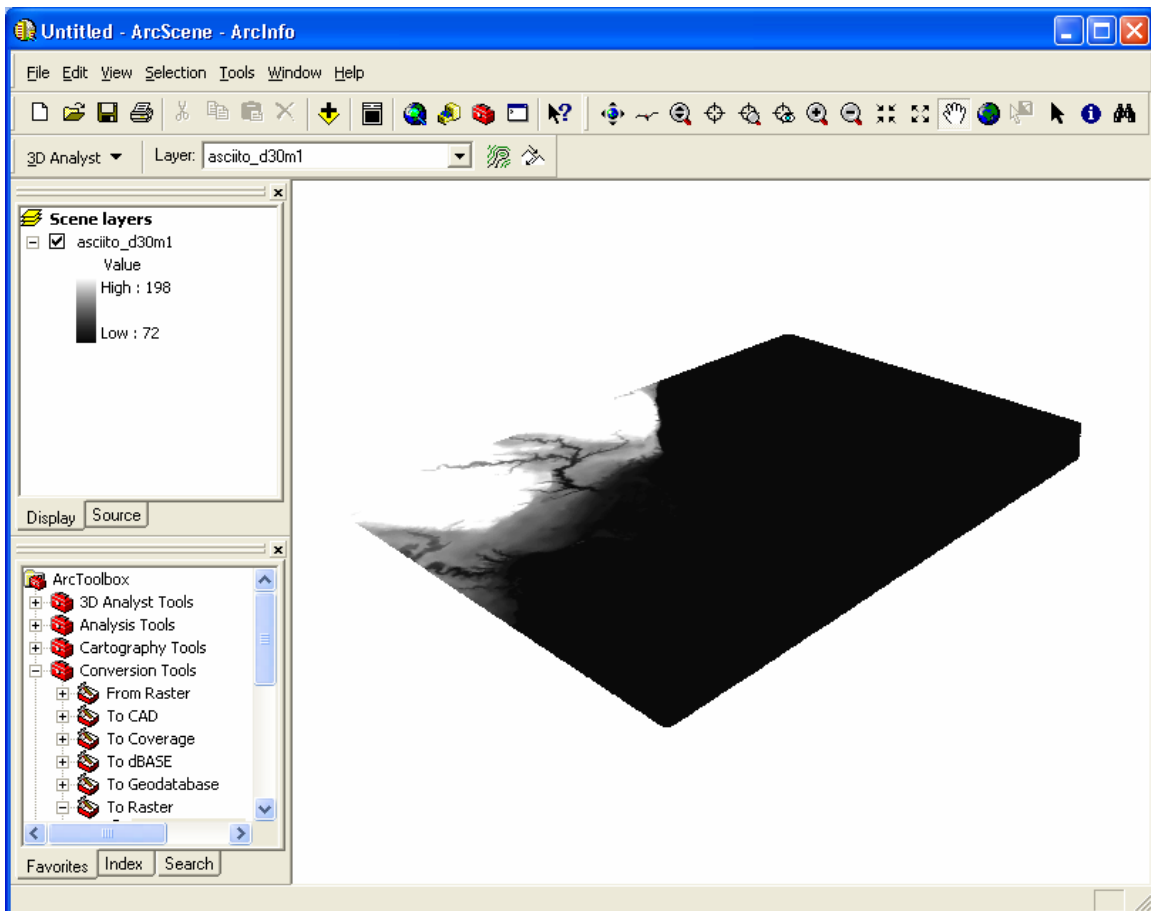 Untitled - ArcScene - ArcInfo
File Edit View Selection Tools Window Help
3D Analyst Layer: asciito_d30m1
Scene layers
asciito_d30m1
Value
High : 198
Low : 72
Display Source
ArcToolbox
3D Analyst Tools
Analysis Tools
Cartography Tools
Conversion Tools
From Raster
To CAD
To Coverage
To dBASE
To Geodatabase
To Raster
Favorites Index Search